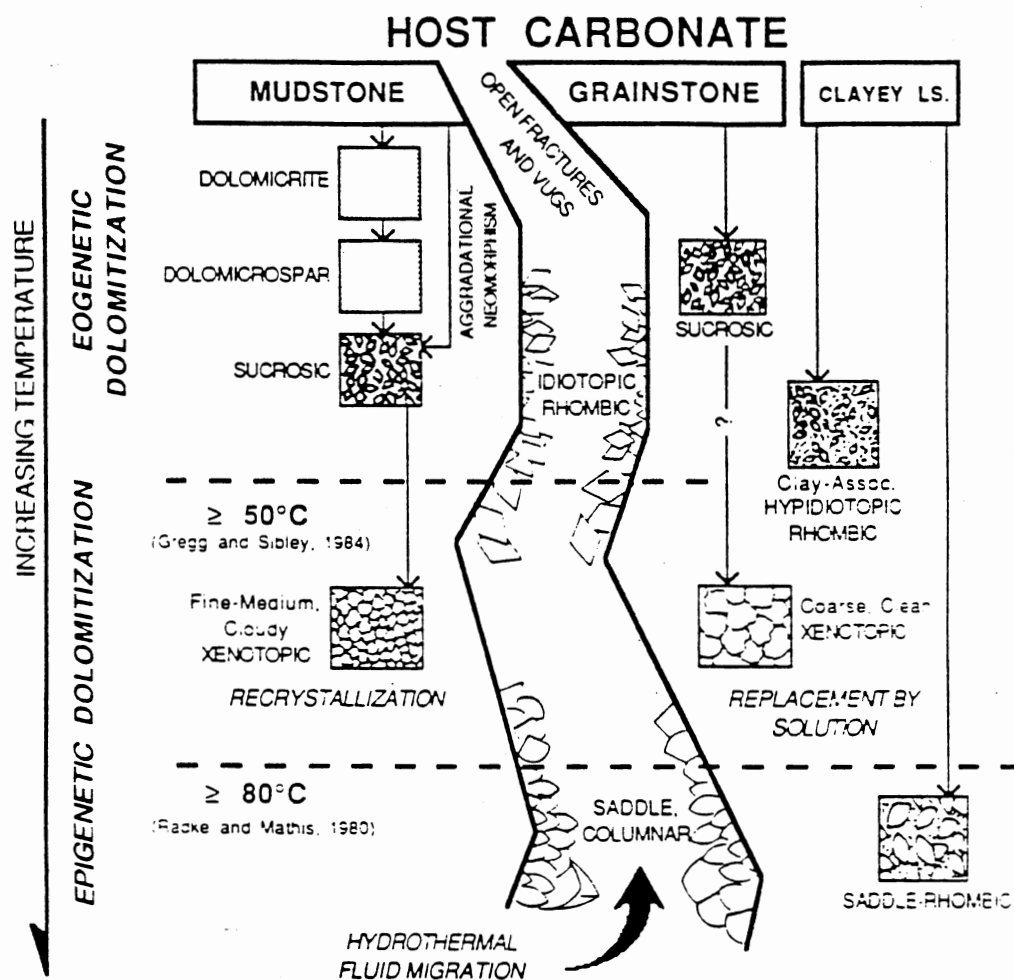 HOST CARBONATE
MUDSTONE
GRAINSTONE
CLAYEY LS.
OPEN FRACTURES
AND VUGS
INCREASING TEMPERATURE
EOGENETIC
DOLOMITIZATION
DOLOMICRITE
DOLOMICROSPAR
SUCROSIC
AGGRADATIONAL
NEOMORPHISM
IDIOTOPIC
RHOMBIC
SUCROSIC
?
Clay-Assoc.
HYPIDIOTOPIC
RHOMBIC
EPIGENETIC DOLOMITIZATION
≥ 50°C
(Gregg and Sibley, 1984)
Fine-Medium,
Cloudy
XENOTOPIC
RECRYSTALLIZATION
Coarse, Clear
XENOTOPIC
REPLACEMENT BY
SOLUTION
≥ 80°C
(Radke and Mathis, 1980)
SADDLE,
COLUMNAR
SADDLE-RHOMBIC
HYDROTHERMAL
FLUID MIGRATION